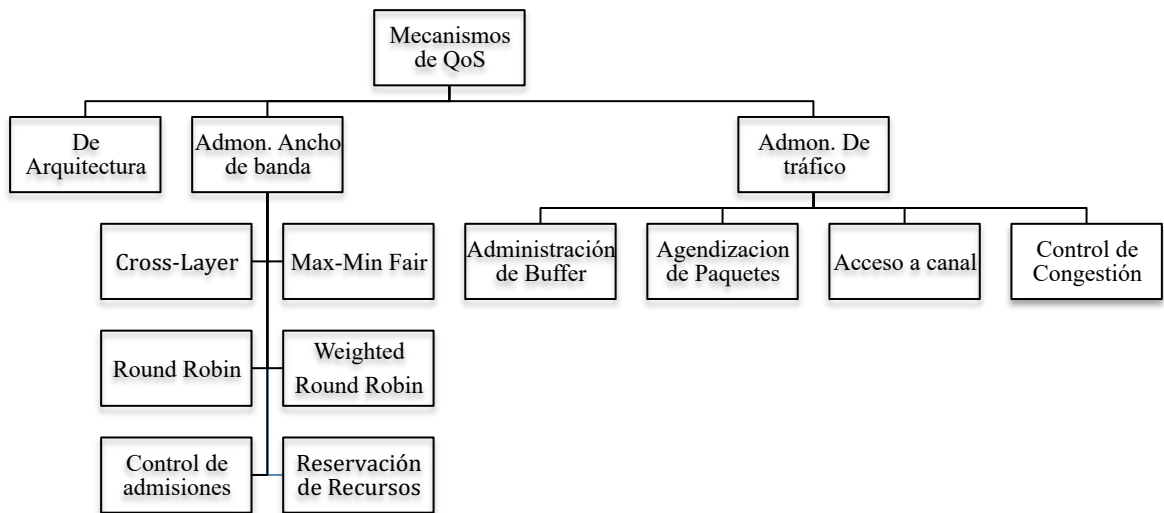 Mecanismos
de QoS
De
Arquitectura
Admon. Ancho
de banda
Admon. De
tráfico
Cross-Layer
Max-Min Fair
Administración
de Buffer
Agendizacion
de Paquetes
Acceso a canal
Control de
Congestión
Round Robin
Weighted
Round Robin
Control de
admisiones
Reservación
de Recursos